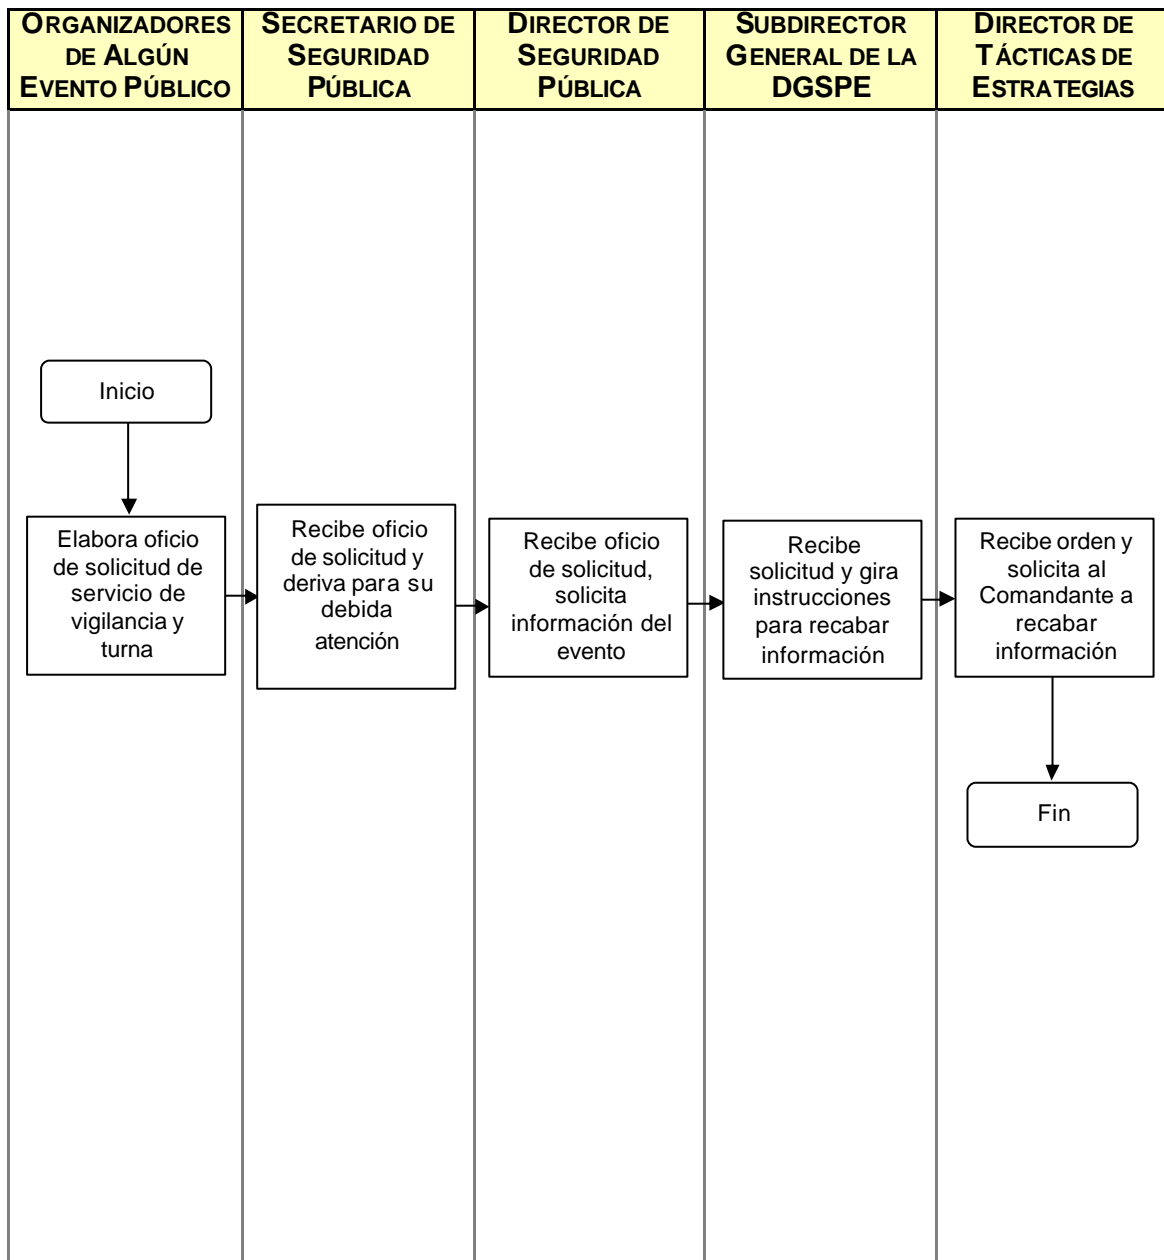 ORGANIZADORES
DE ALGÚN
EVENTO PÚBLICO
SECRETARIO DE
SEGURIDAD
PÚBLICA
DIRECTOR DE
SEGURIDAD
PÚBLICA
SUBDIRECTOR
GENERAL DE LA
DGSPE
DIRECTOR DE
TÁCTICAS DE
ESTRATEGIAS
Inicio
Elabora oficio
de solicitud de
servicio de
vigilancia y
turna
Recibe oficio
de solicitud y
deriva para su
debida
atención
Recibe oficio
de solicitud,
solicita
información del
evento
Recibe
solicitud y gira
instrucciones
para recabar
información
Recibe orden y
solicita al
Comandante a
recabar
información
Fin